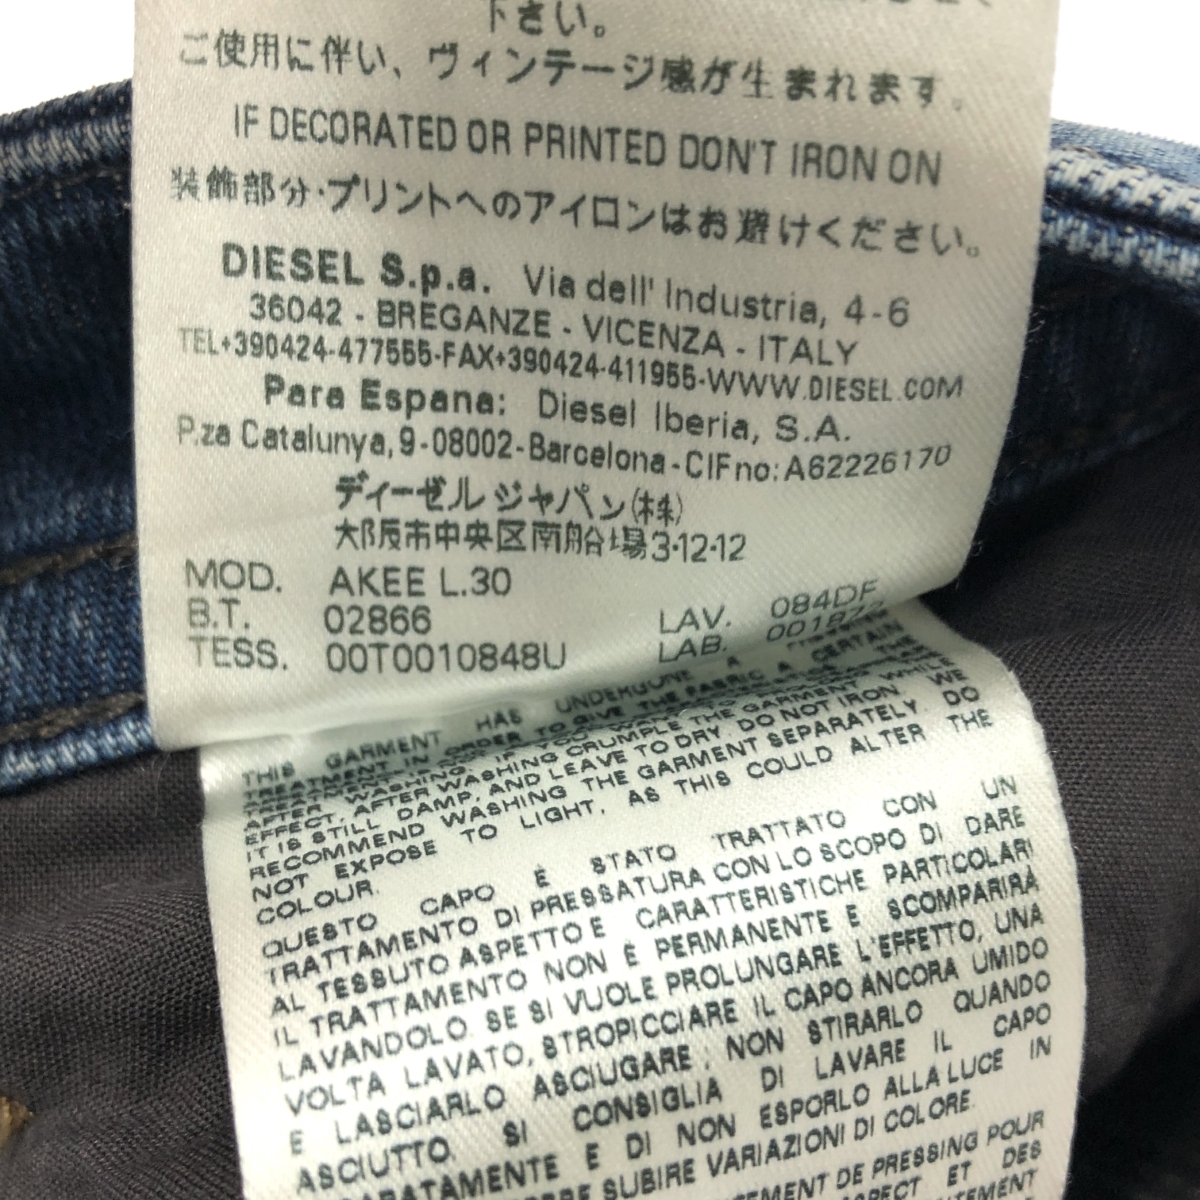 下さい。
ご使用に伴い、ヴィンテージ感が生まれます。
IF DECORATED OR PRINTED DON'T IRON ON
装飾部分・プリントへのアイロンはお避けください。
DIESEL S.p.a. Via dell' Industria, 4-6
36042 - BREGANZE - VICENZA - ITALY
TEL+390424-477555-FAX+390424-411955-WWW.DIESEL.COM
Para Espana: Diesel Iberia, S.A.
P.za Catalunya, 9-08002-Barcelona-CIF no: A62226170
ディーゼル ジャパン(株)
大阪市中央区南船場3-12-12
MOD. AKEE L.30
B.T. 02866 LAV. 084DF
TESS. 00T0010848U LAB. 0018Z2
THIS GARMENT HAS UNDERGONE A
TREATMENT IN ORDER TO GIVE THE FABRIC A CERTAIN
AFTER WASHING. IF YOU
EFFECT, AFTER WASHING CRUMPLE THE GARMENT WHILE
IT IS STILL DAMP, AND LEAVE TO DRY. DO NOT IRON. WE
RECOMMEND WASHING THE GARMENT SEPARATELY. DO
NOT EXPOSE TO LIGHT, AS THIS COULD ALTER THE
COLOUR.
QUESTO CAPO È STATO TRATTATO CON UN
TRATTAMENTO DI PRESSATURA CON LO SCOPO DI DARE
AL TESSUTO ASPETTO E CARATTERISTICHE PARTICOLARI
IL TRATTAMENTO NON È PERMANENTE E SCOMPARIRÀ
LAVANDOLO. SE SI VUOLE PROLUNGARE L'EFFETTO, UNA
VOLTA LAVATO, STROPICCIARE IL CAPO ANCORA UMIDO
E LASCIARLO ASCIUGARE; NON STIRARLO QUANDO
ASCIUTTO. SI CONSIGLIA DI LAVARE IL CAPO
SEPARATAMENTE E DI NON ESPORLO ALLA LUCE IN
SUBIRE VARIAZIONI DI COLORE.
DE PRESSING POUR
ASPECT ET DES